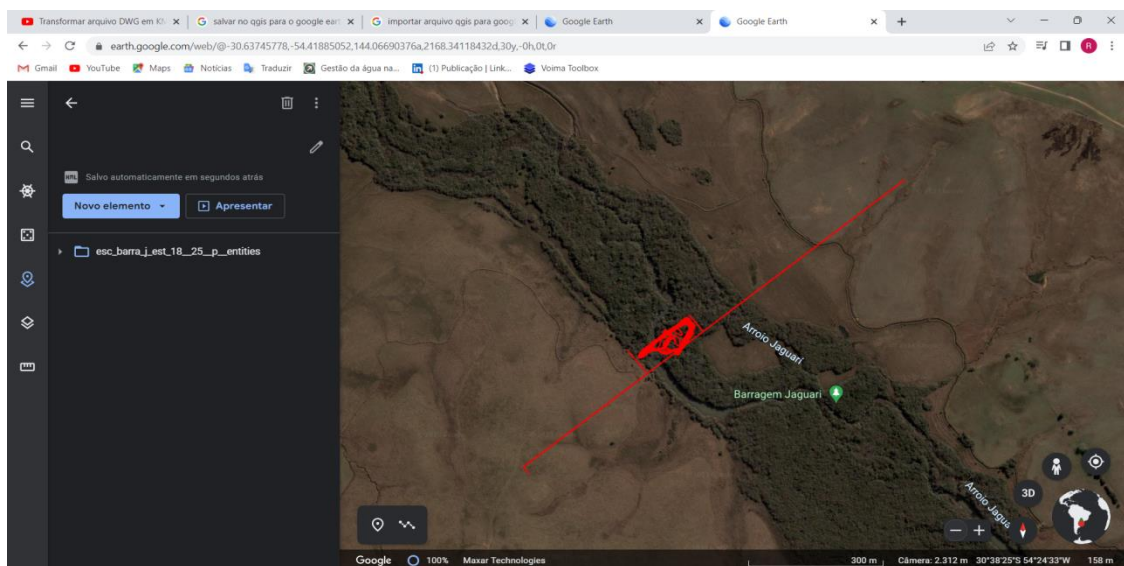 Transformar arquivo DWG em KM
salvar no qgis para o google eart
importar arquivo qgis para goog
Google Earth
Google Earth
earth.google.com/web/@-30.63745778,-54.41885052,144.06690376a,2168.34118432d,30y,-0h,0t,0r
R
Gmail
YouTube
Maps
Notícias
Traduzir
Gestão da água na...
(1) Publicação | Link...
Voima Toolbox
KML
Salvo automaticamente em segundos atrás
Novo elemento
Apresentar
esc_barra_j_est_18__25__p__entities
Arroio Jaguari
Barragem Jaguari
Arroio Jagua
3D
Google
100%
Maxar Technologies
300 m
Câmera: 2.312 m
30°38'25"S 54°24'33"W
158 m